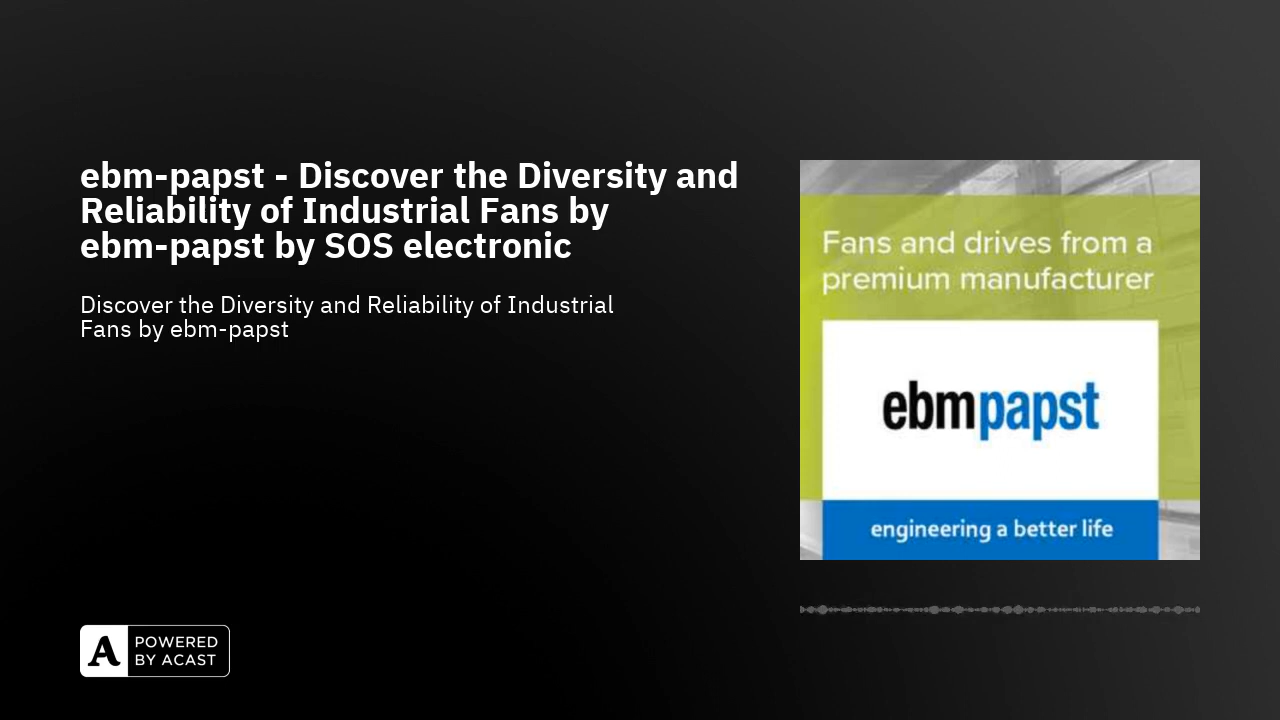 ebm-papst - Discover the Diversity and
Reliability of Industrial Fans by
ebm-papst by SOS electronic
Discover the Diversity and Reliability of Industrial
Fans by ebm-papst
Fans and drives from a
premium manufacturer
ebmpapst
engineering a better life
A POWERED
BY ACAST